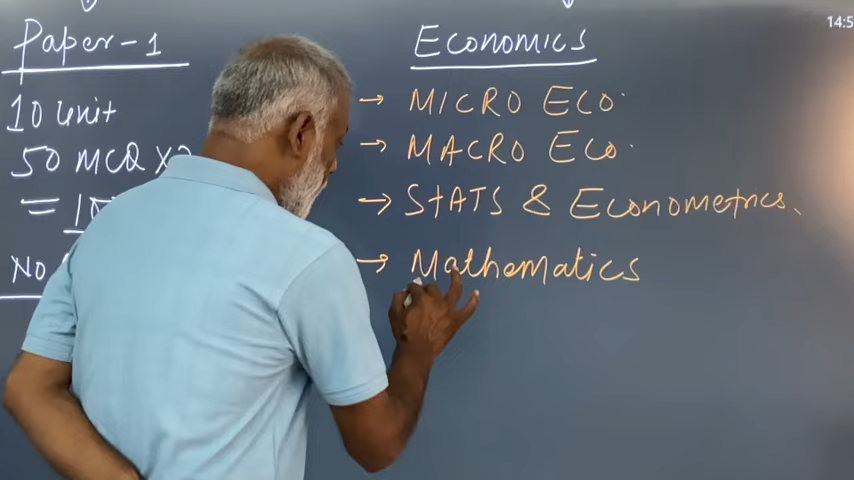 Paper-1
10 Unit
50 MCQ X
=
No
Economics
→ MICRO ECO.
→ MACRO ECO.
→ STATS & Econometrics.
→ Mathematics
14:5